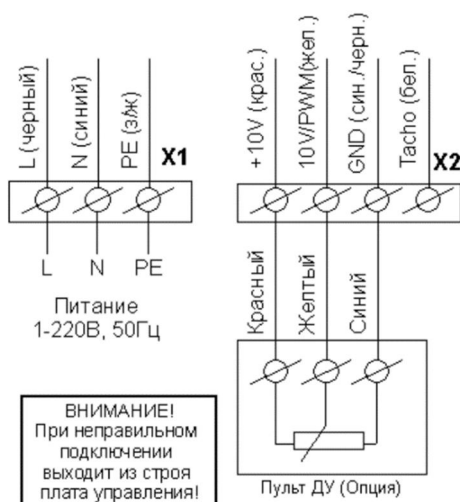 L (черный)
N (синий)
PE (з/ж)
X1
+10V (крас.)
10V/PWM(жел.)
GND (син./черн.)
Tacho (бел.)
X2
L
N
PE
Питание
1-220В, 50Гц
Красный
Желтый
Синий
Пульт ДУ (Опция)
ВНИМАНИЕ!
При неправильном
подключении
выходит из строя
плата управления!